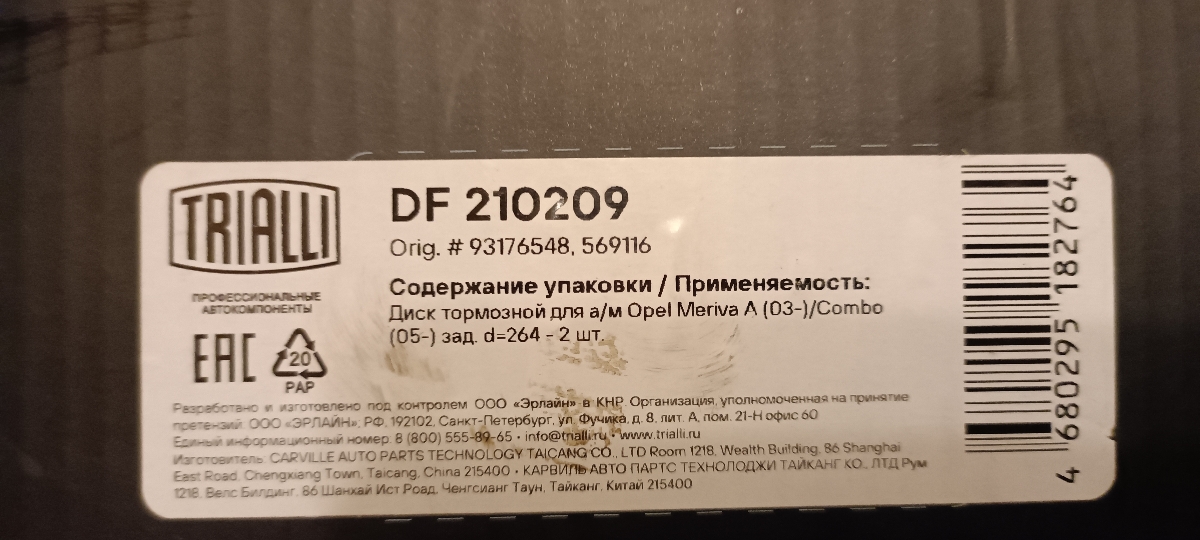 TRIALLI
ПРОФЕССИОНАЛЬНЫЕ
АВТОКОМПОНЕНТЫ
EAC
20
PAP
DF 210209
Orig. # 93176548, 569116
Содержание упаковки / Применяемость:
Диск тормозной для а/м Opel Meriva A (03-)/Combo
(05-) зад. d=264 - 2 шт.
Разработано и изготовлено под контролем ООО «Эрлайн» в КНР. Организация, уполномоченная на принятие
претензий: ООО «ЭРЛАЙН», РФ, 192102, Санкт-Петербург, ул. Фучика, д. 8, лит. А, пом. 21-Н офис 60
Единый информационный номер: 8 (800) 555-89-65 • info@trialli.ru • www.trialli.ru
Изготовитель: CARVILLE AUTO PARTS TECHNOLOGY TAICANG CO., LTD Room 1218, Wealth Building, 86 Shanghai
East Road, Chengxiang Town, Taicang, China 215400 • КАРВИЛЬ АВТО ПАРТС ТЕХНОЛОДЖИ ТАЙКАНГ КО., ЛТД Рум
1218, Велс Билдинг, 86 Шанхай Ист Роад, Ченгсианг Таун, Тайканг, Китай 215400
4 680295 182764